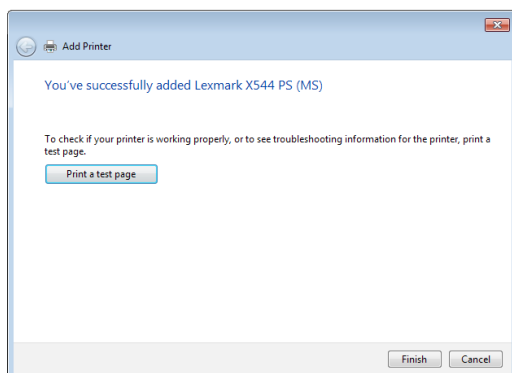 Add Printer
You've successfully added Lexmark X544 PS (MS)
To check if your printer is working properly, or to see troubleshooting information for the printer, print a
test page.
Print a test page
Finish Cancel